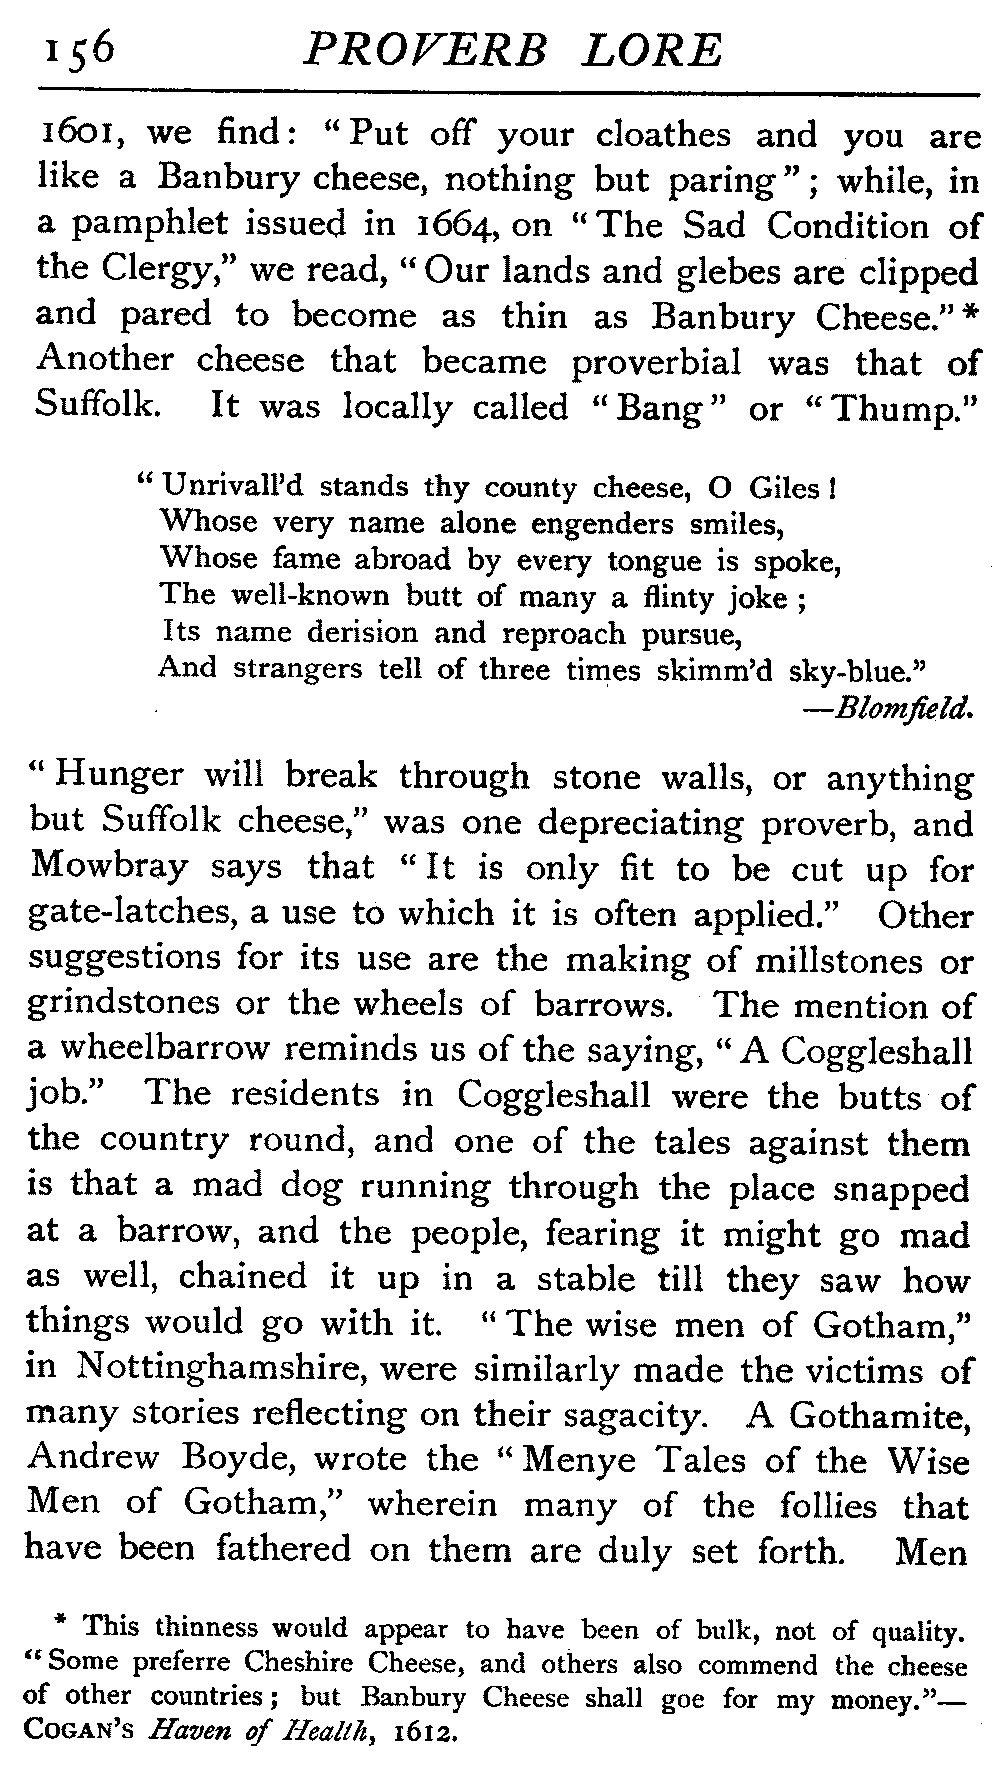 156 PROVERB LORE
1601, we find: “Put off your cloathes and you are
like a Banbury cheese, nothing but paring”; while, in
a pamphlet issued in 1664, on “The Sad Condition of
the Clergy,” we read, “Our lands and glebes are clipped
and pared to become as thin as Banbury Cheese.”*
Another cheese that became proverbial was that of
Suffolk. It was locally called “Bang” or “Thump.”
“Unrivall’d stands thy county cheese, O Giles!
Whose very name alone engenders smiles,
Whose fame abroad by every tongue is spoke,
The well-known butt of many a flinty joke;
Its name derision and reproach pursue,
And strangers tell of three times skimm’d sky-blue.”
—Blomfield.
“Hunger will break through stone walls, or anything
but Suffolk cheese,” was one depreciating proverb, and
Mowbray says that “It is only fit to be cut up for
gate-latches, a use to which it is often applied.” Other
suggestions for its use are the making of millstones or
grindstones or the wheels of barrows. The mention of
a wheelbarrow reminds us of the saying, “A Coggleshall
job.” The residents in Coggleshall were the butts of
the country round, and one of the tales against them
is that a mad dog running through the place snapped
at a barrow, and the people, fearing it might go mad
as well, chained it up in a stable till they saw how
things would go with it. “The wise men of Gotham,”
in Nottinghamshire, were similarly made the victims of
many stories reflecting on their sagacity. A Gothamite,
Andrew Boyde, wrote the “Menye Tales of the Wise
Men of Gotham,” wherein many of the follies that
have been fathered on them are duly set forth. Men
* This thinness would appear to have been of bulk, not of quality.
“Some preferre Cheshire Cheese, and others also commend the cheese
of other countries; but Banbury Cheese shall goe for my money.”—
COGAN’S Haven of Health, 1612.